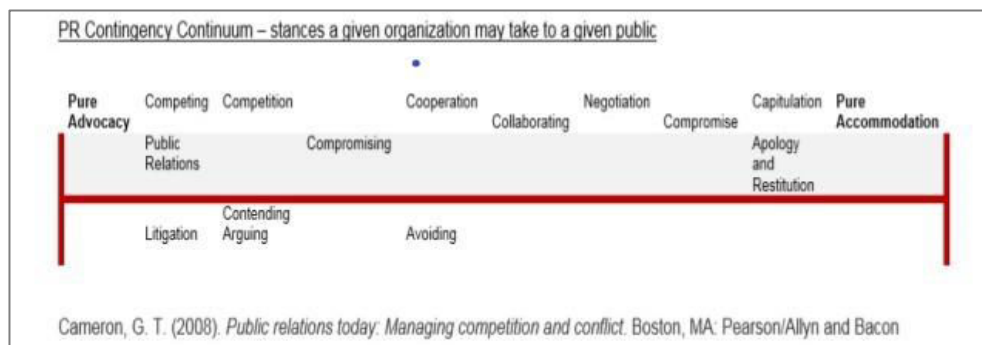 PR Contingency Continuum – stances a given organization may take to a given public
Pure Competing Competition Cooperation Negotiation Capitulation Pure
Advocacy Collaborating Compromise Accommodation
Public Compromising Apology
Relations and
Restitution
Contending
Litigation Arguing Avoiding
Cameron, G. T. (2008). Public relations today: Managing competition and conflict. Boston, MA: Pearson/Allyn and Bacon